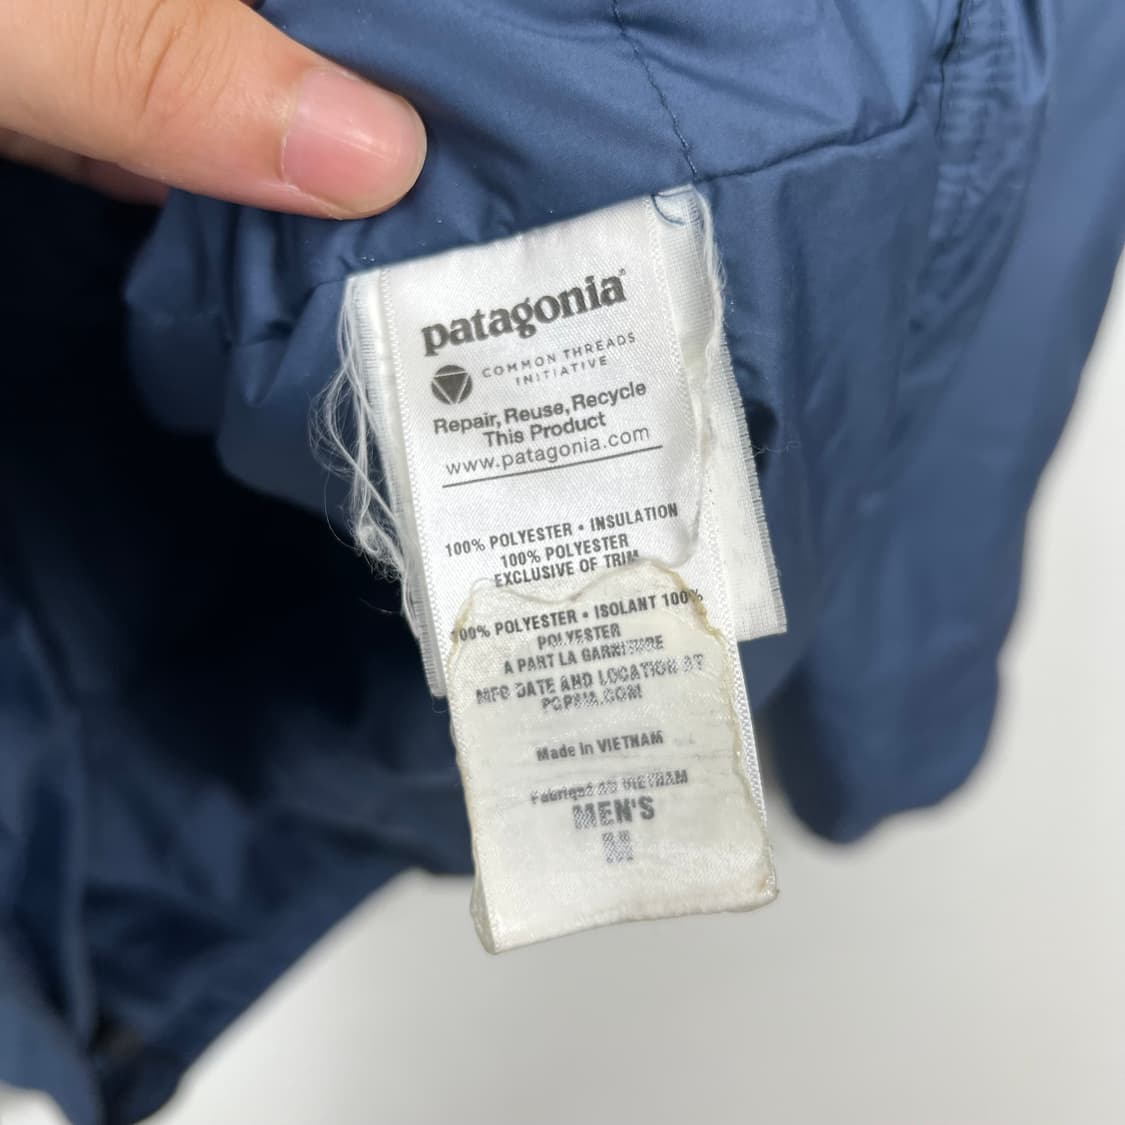 patagonia®
COMMON THREADS
INITIATIVE
Repair, Reuse, Recycle
This Product
www.patagonia.com
100% POLYESTER • INSULATION
100% POLYESTER
EXCLUSIVE OF TRIM
100% POLYESTER • ISOLANT 100%
POLYESTER
A PART LA GARNITURE
MFG DATE AND LOCATION AT
Made in VIETNAM
VIETNAM
MEN'S
M